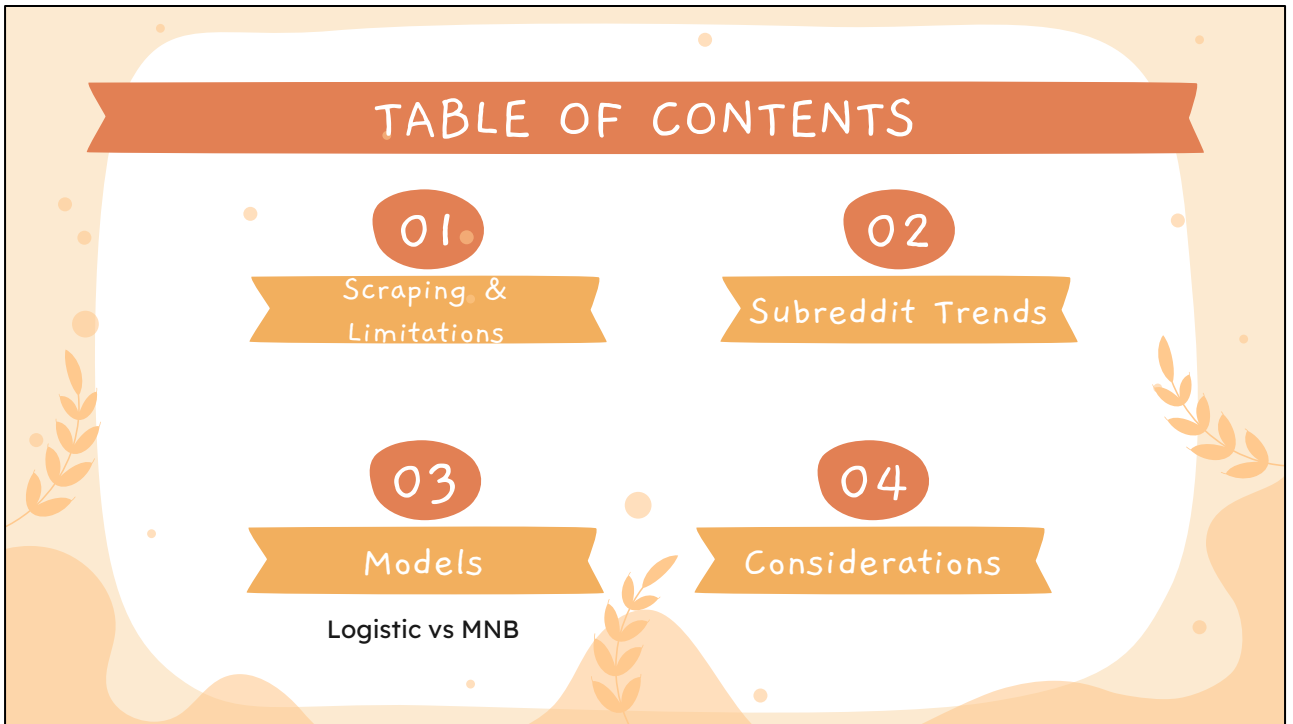 TABLE OF CONTENTS
01
Scraping &
Limitations
02
Subreddit Trends
03
Models
Logistic vs MNB
04
Considerations